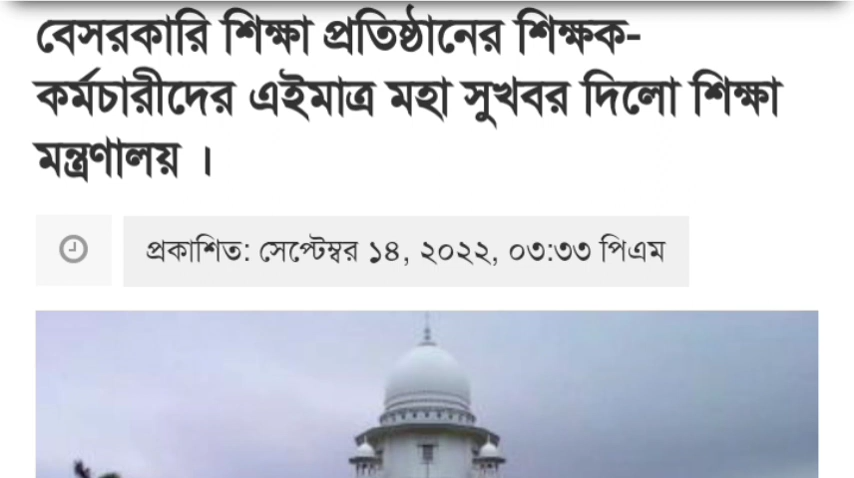 বেসরকারি শিক্ষা প্রতিষ্ঠানের শিক্ষক-
কর্মচারীদের এইমাত্র মহা সুখবর দিলো শিক্ষা
মন্ত্রণালয় ।
প্রকাশিত: সেপ্টেম্বর ১৪, ২০২২, ০৩:৩৩ পিএম